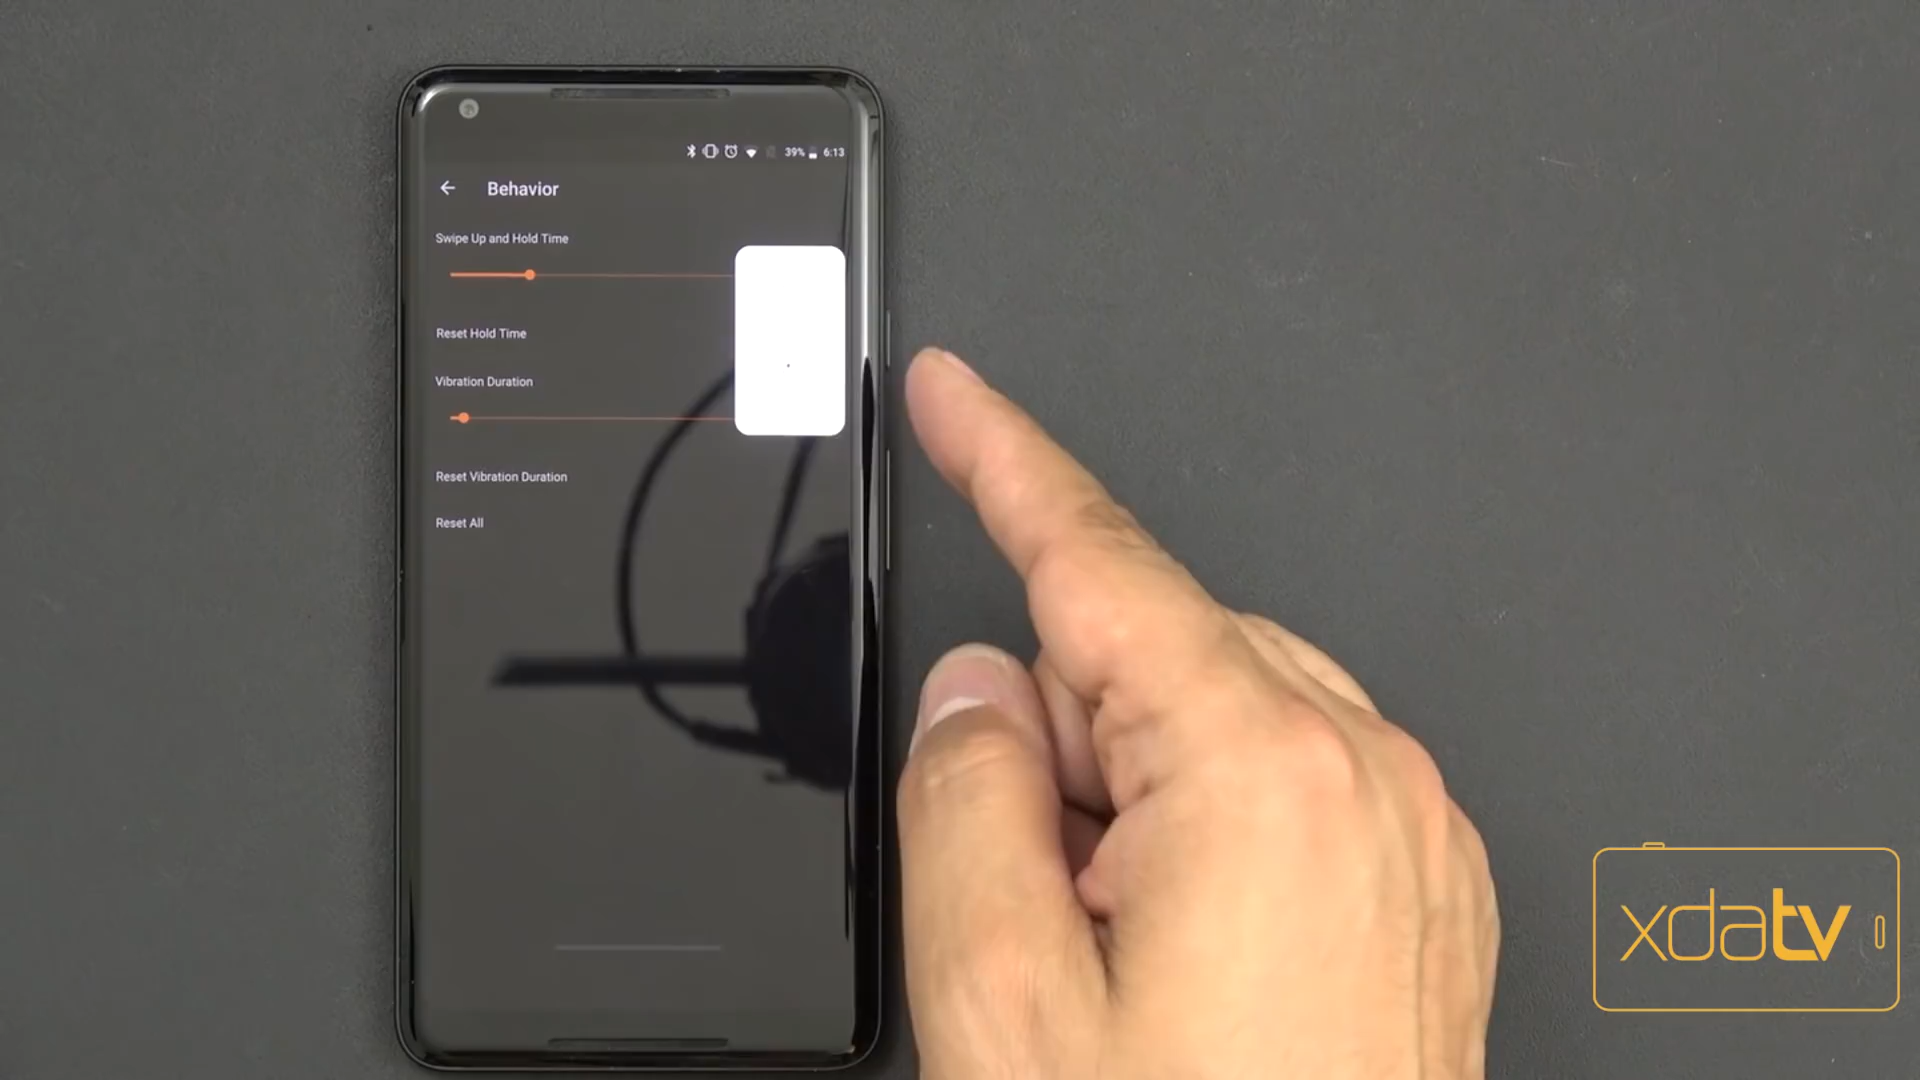 39% 6:13
Behavior
Swipe Up and Hold Time
Reset Hold Time
Vibration Duration
Reset Vibration Duration
Reset All
xdatv